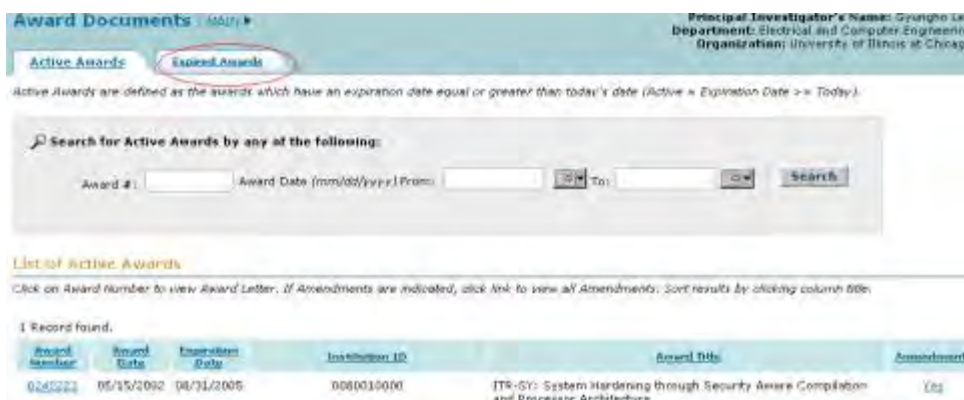 Award Documents MAIN
Principal Investigator's Name: Gyungho Le
Department: Electrical and Computer Engineerin
Organization: University of Illinois at Chicag
Active Awards Expired Awards
Active Awards are defined as the awards which have an expiration date equal or greater than today's date (Active = Expiration Date >= Today).
Search for Active Awards by any of the following:
Award #: Award Date (mm/dd/yyyy) From: To: Search
List of Active Awards
Click on Award Number to view Award Letter. If Amendments are indicated, click link to view all Amendments. Sort results by clicking column title.
1 Record found.
Award Number Award Date Expiration Date Institution ID Award Title Amendment
05/15/2002 08/31/2005 0080010000 ITR-SY: System Hardening through Security Aware Compilation Yes
and Processor Architecture